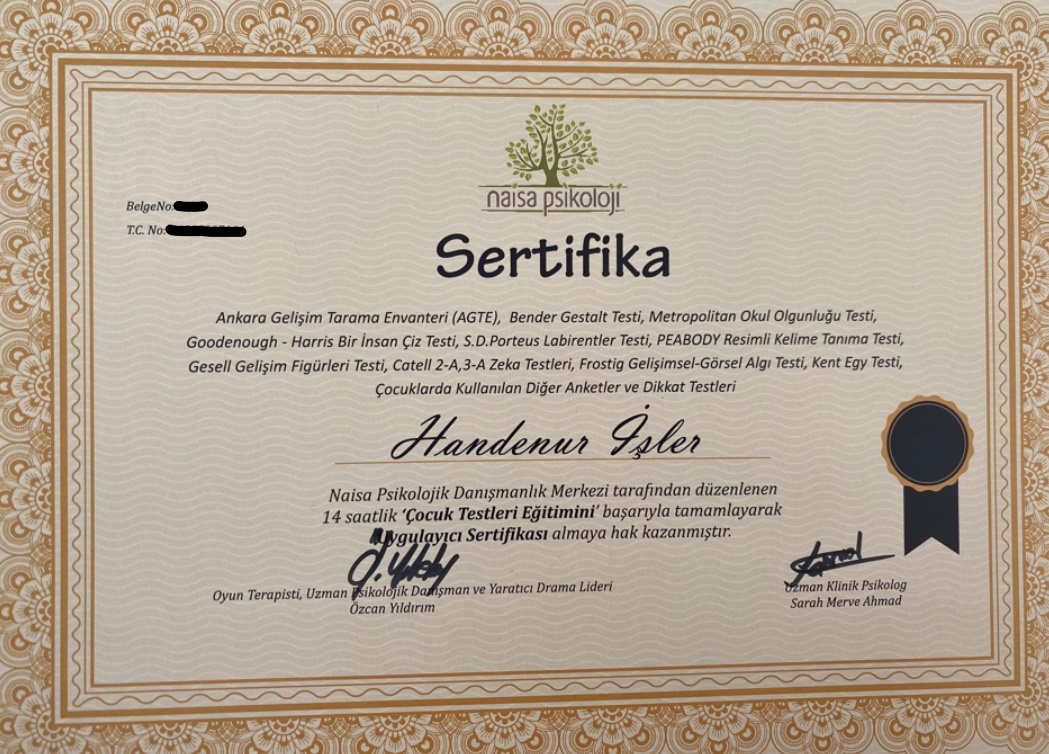 naisa psikoloji
BelgeNo:
T.C. No:
Sertifika
Ankara Gelişim Tarama Envanteri (AGTE), Bender Gestalt Testi, Metropolitan Okul Olgunluğu Testi,
Goodenough - Harris Bir İnsan Çiz Testi, S.D.Porteus Labirentler Testi, PEABODY Resimli Kelime Tanıma Testi,
Gesell Gelişim Figürleri Testi, Catell 2-A,3-A Zeka Testleri, Frostig Gelişimsel-Görsel Algı Testi, Kent Egy Testi,
Çocuklarda Kullanılan Diğer Anketler ve Dikkat Testleri
Handenur İşler
Naisa Psikolojik Danışmanlık Merkezi tarafından düzenlenen
14 saatlik ‘Çocuk Testleri Eğitimini’ başarıyla tamamlayarak
Uygulayıcı Sertifikası almaya hak kazanmıştır.
Oyun Terapisti, Uzman Psikolojik Danışman ve Yaratıcı Drama Lideri
Özcan Yıldırım
Uzman Klinik Psikolog
Sarah Merve Ahmad